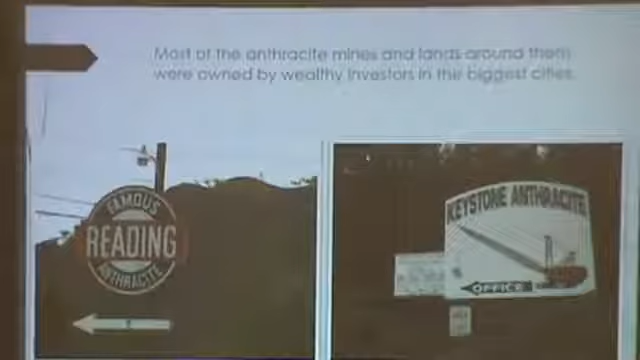 Most of the anthracite mines and lands around them
were owned by wealthy investors in the biggest cities.
FAMOUS
READING
ANTHRACITE
KEYSTONE ANTHRACITE
OFFICE